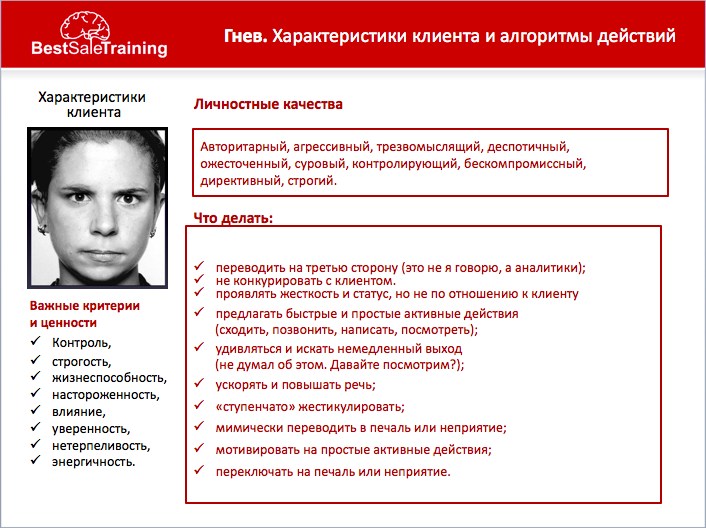 BestSaleTraining
Гнев. Характеристики клиента и алгоритмы действий
Характеристики
клиента
Важные критерии
и ценности
Контроль,
строгость,
жизнеспособность,
настороженность,
влияние,
уверенность,
нетерпеливость,
энергичность.
Личностные качества
Авторитарный, агрессивный, трезвомыслящий, деспотичный,
ожесточенный, суровый, контролирующий, бескомпромиссный,
директивный, строгий.
Что делать:
переводить на третью сторону (это не я говорю, а аналитики);
не конкурировать с клиентом.
проявлять жесткость и статус, но не по отношению к клиенту
предлагать быстрые и простые активные действия
(сходить, позвонить, написать, посмотреть);
удивляться и искать немедленный выход
(не думал об этом. Давайте посмотрим?);
ускорять и повышать речь;
«ступенчато» жестикулировать;
мимически переводить в печаль или неприятие;
мотивировать на простые активные действия;
переключать на печаль или неприятие.